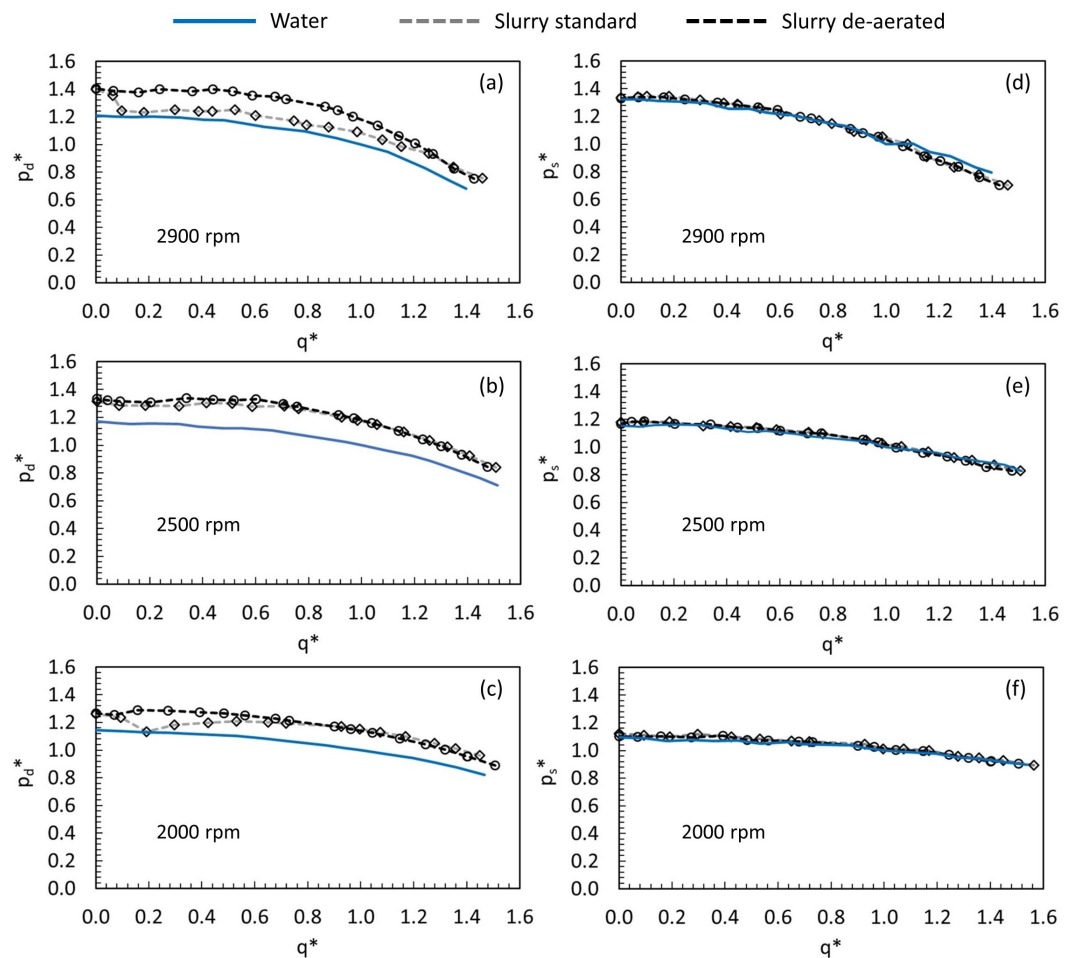 Water Slurry standard Slurry de-aerated
1.6 (a) 1.6 (d)
1.4 1.4
1.2 1.2
1.0 1.0
p_d* 0.8 p_s* 0.8
0.6 0.6
0.4 2900 rpm 0.4 2900 rpm
0.2 0.2
0.0 0.0
0.0 0.2 0.4 0.6 0.8 1.0 1.2 1.4 1.6 0.0 0.2 0.4 0.6 0.8 1.0 1.2 1.4 1.6
q* q*
1.6 (b) 1.6 (e)
1.4 1.4
1.2 1.2
1.0 1.0
p_d* 0.8 p_s* 0.8
0.6 0.6
0.4 2500 rpm 0.4 2500 rpm
0.2 0.2
0.0 0.0
0.0 0.2 0.4 0.6 0.8 1.0 1.2 1.4 1.6 0.0 0.2 0.4 0.6 0.8 1.0 1.2 1.4 1.6
q* q*
1.6 (c) 1.6 (f)
1.4 1.4
1.2 1.2
1.0 1.0
p_d* 0.8 p_s* 0.8
0.6 0.6
0.4 2000 rpm 0.4 2000 rpm
0.2 0.2
0.0 0.0
0.0 0.2 0.4 0.6 0.8 1.0 1.2 1.4 1.6 0.0 0.2 0.4 0.6 0.8 1.0 1.2 1.4 1.6
q* q*